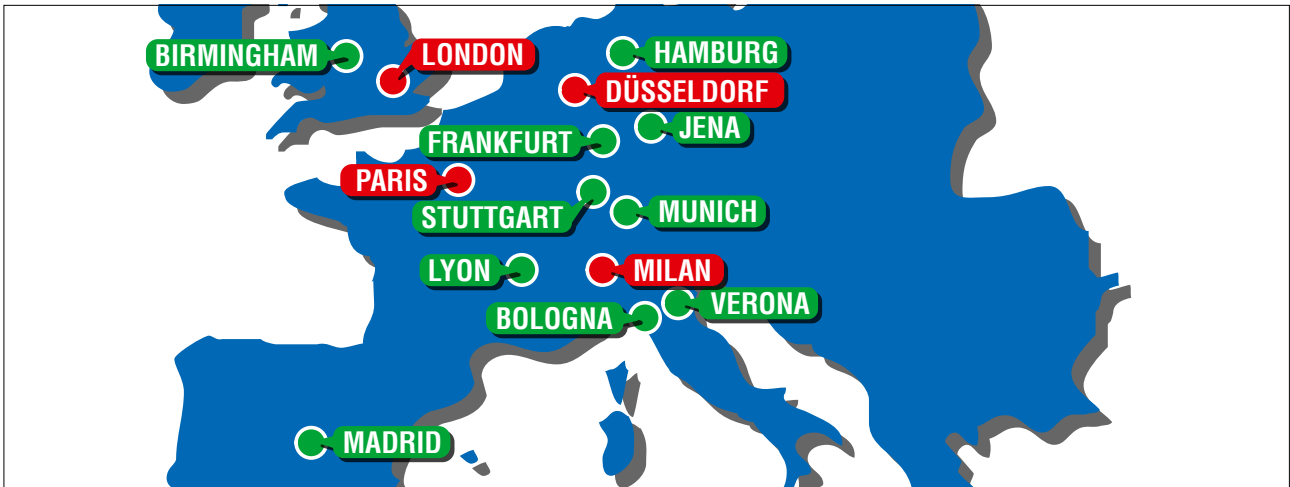 BIRMINGHAM
LONDON
HAMBURG
DÜSSELDORF
JENA
FRANKFURT
PARIS
STUTTGART
MUNICH
LYON
MILAN
VERONA
BOLOGNA
MADRID